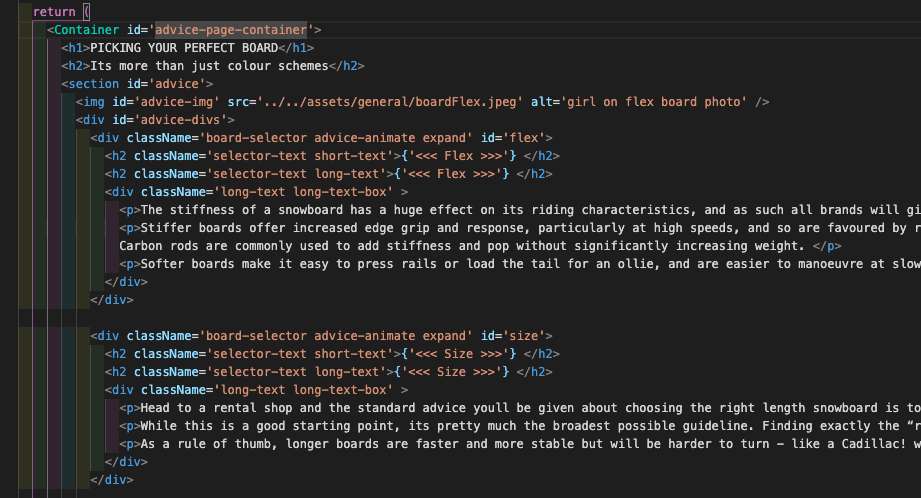 return (
<Container id='advice-page-container'>
<h1>PICKING YOUR PERFECT BOARD</h1>
<h2>Its more than just colour schemes</h2>
<section id='advice'>
<img id='advice-img' src='../../assets/general/boardFlex.jpeg' alt='girl on flex board photo' />
<div id='advice-divs'>
<div className='board-selector advice-animate expand' id='flex'>
<h2 className='selector-text short-text'>{'<<< Flex >>>'} </h2>
<h2 className='selector-text long-text'>{'<<< Flex >>>'} </h2>
<div className='long-text long-text-box' >
<p>The stiffness of a snowboard has a huge effect on its riding characteristics, and as such all brands will gi
<p>Stiffer boards offer increased edge grip and response, particularly at high speeds, and so are favoured by r
Carbon rods are commonly used to add stiffness and pop without significantly increasing weight. </p>
<p>Softer boards make it easy to press rails or load the tail for an ollie, and are easier to manoeuvre at slow
</div>
</div>
<div className='board-selector advice-animate expand' id='size'>
<h2 className='selector-text short-text'>{'<<< Size >>>'} </h2>
<h2 className='selector-text long-text'>{'<<< Size >>>'} </h2>
<div className='long-text long-text-box' >
<p>Head to a rental shop and the standard advice youll be given about choosing the right length snowboard is to
<p>While this is a good starting point, its pretty much the broadest possible guideline. Finding exactly the “r
<p>As a rule of thumb, longer boards are faster and more stable but will be harder to turn – like a Cadillac! w
</div>
</div>